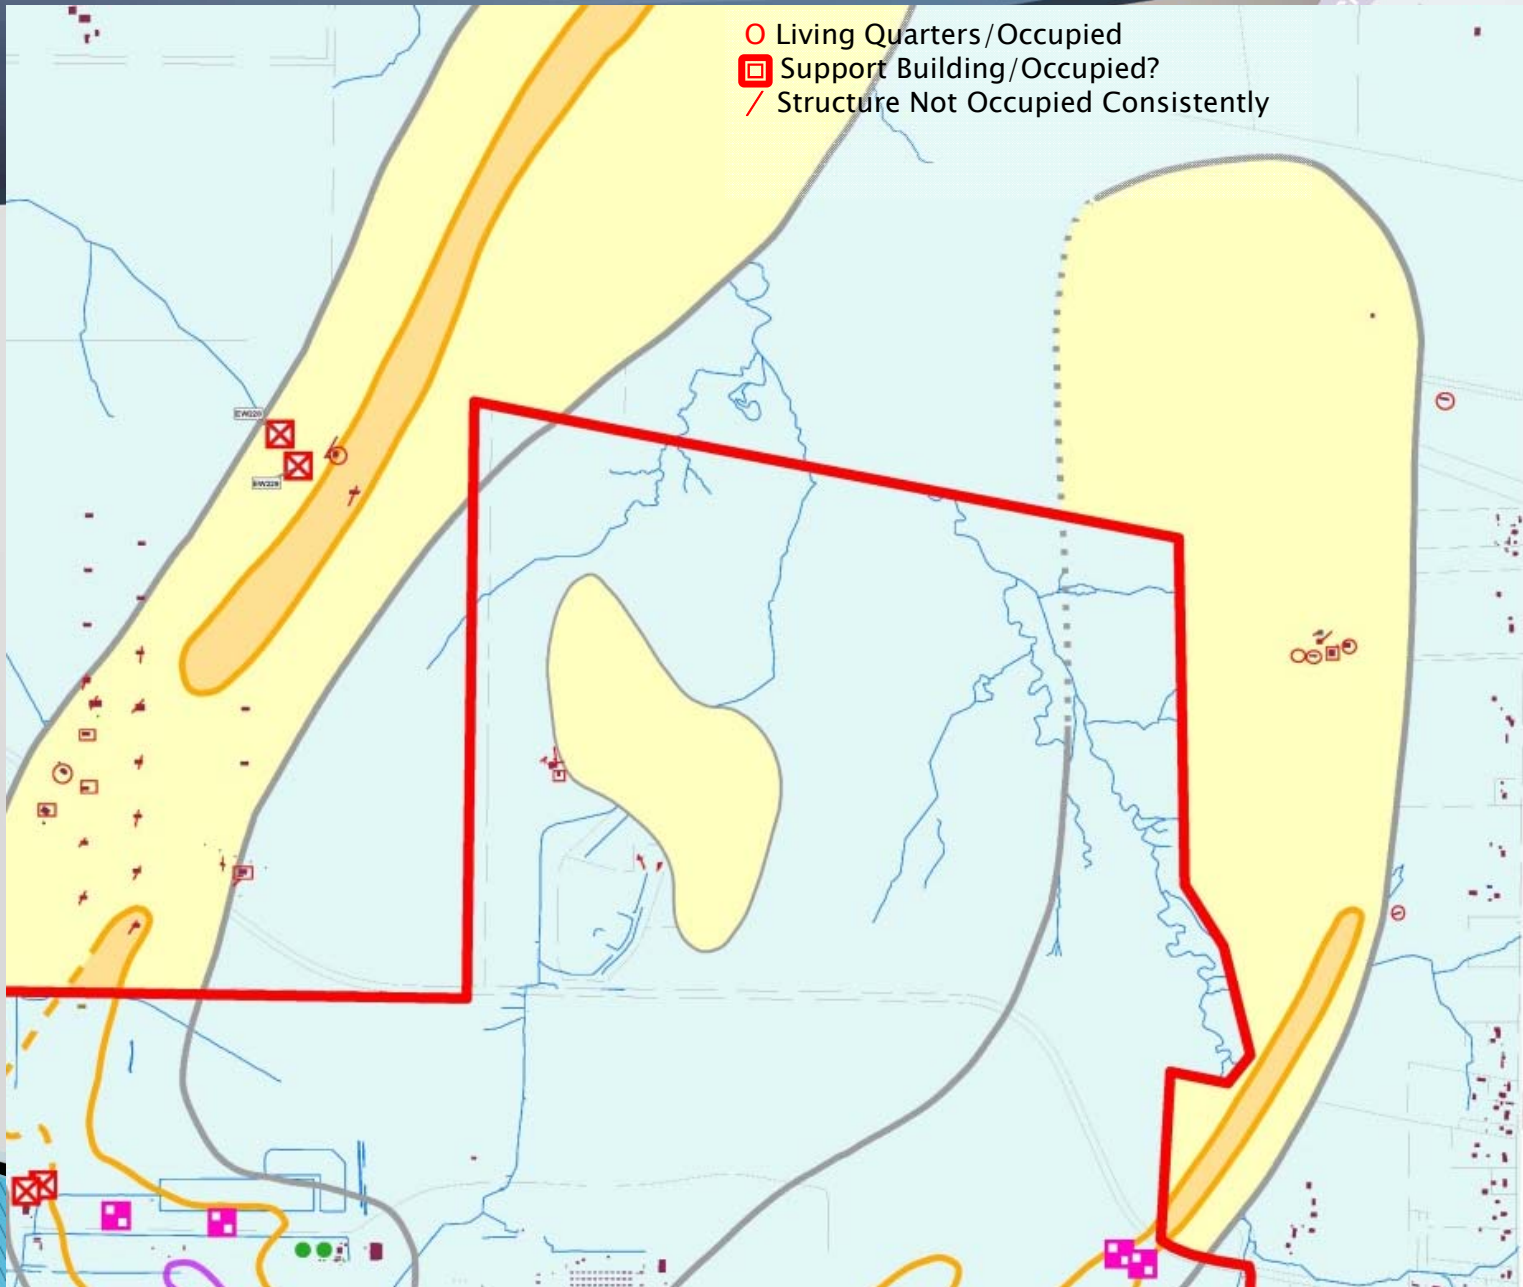 O Living Quarters/Occupied
Support Building/Occupied?
/ Structure Not Occupied Consistently